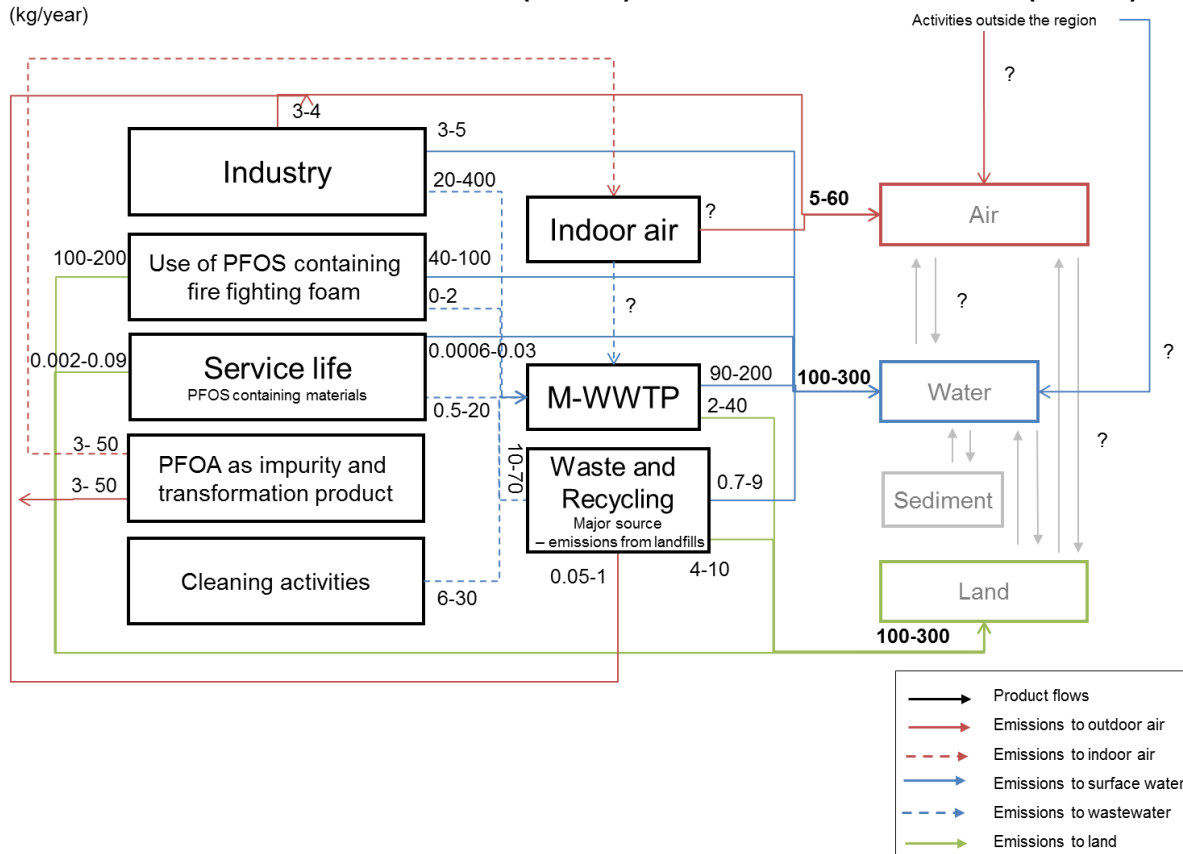 (kg/year)
Activities outside the region
?
3-4
3-5
Industry
20-400
Indoor air
?
5-60
Air
100-200
Use of PFOS containing
fire fighting foam
40-100
0-2
?
?
?
0.002-0.09
Service life
PFOS containing materials
0.0006-0.03
0.5-20
M-WWTP
90-200
2-40
100-300
Water
?
3- 50
3- 50
PFOA as impurity and
transformation product
10-70
Waste and
Recycling
Major source
– emissions from landfills
0.7-9
Sediment
Cleaning activities
6-30
0.05-1
4-10
Land
100-300
Product flows
Emissions to outdoor air
Emissions to indoor air
Emissions to surface water
Emissions to wastewater
Emissions to land